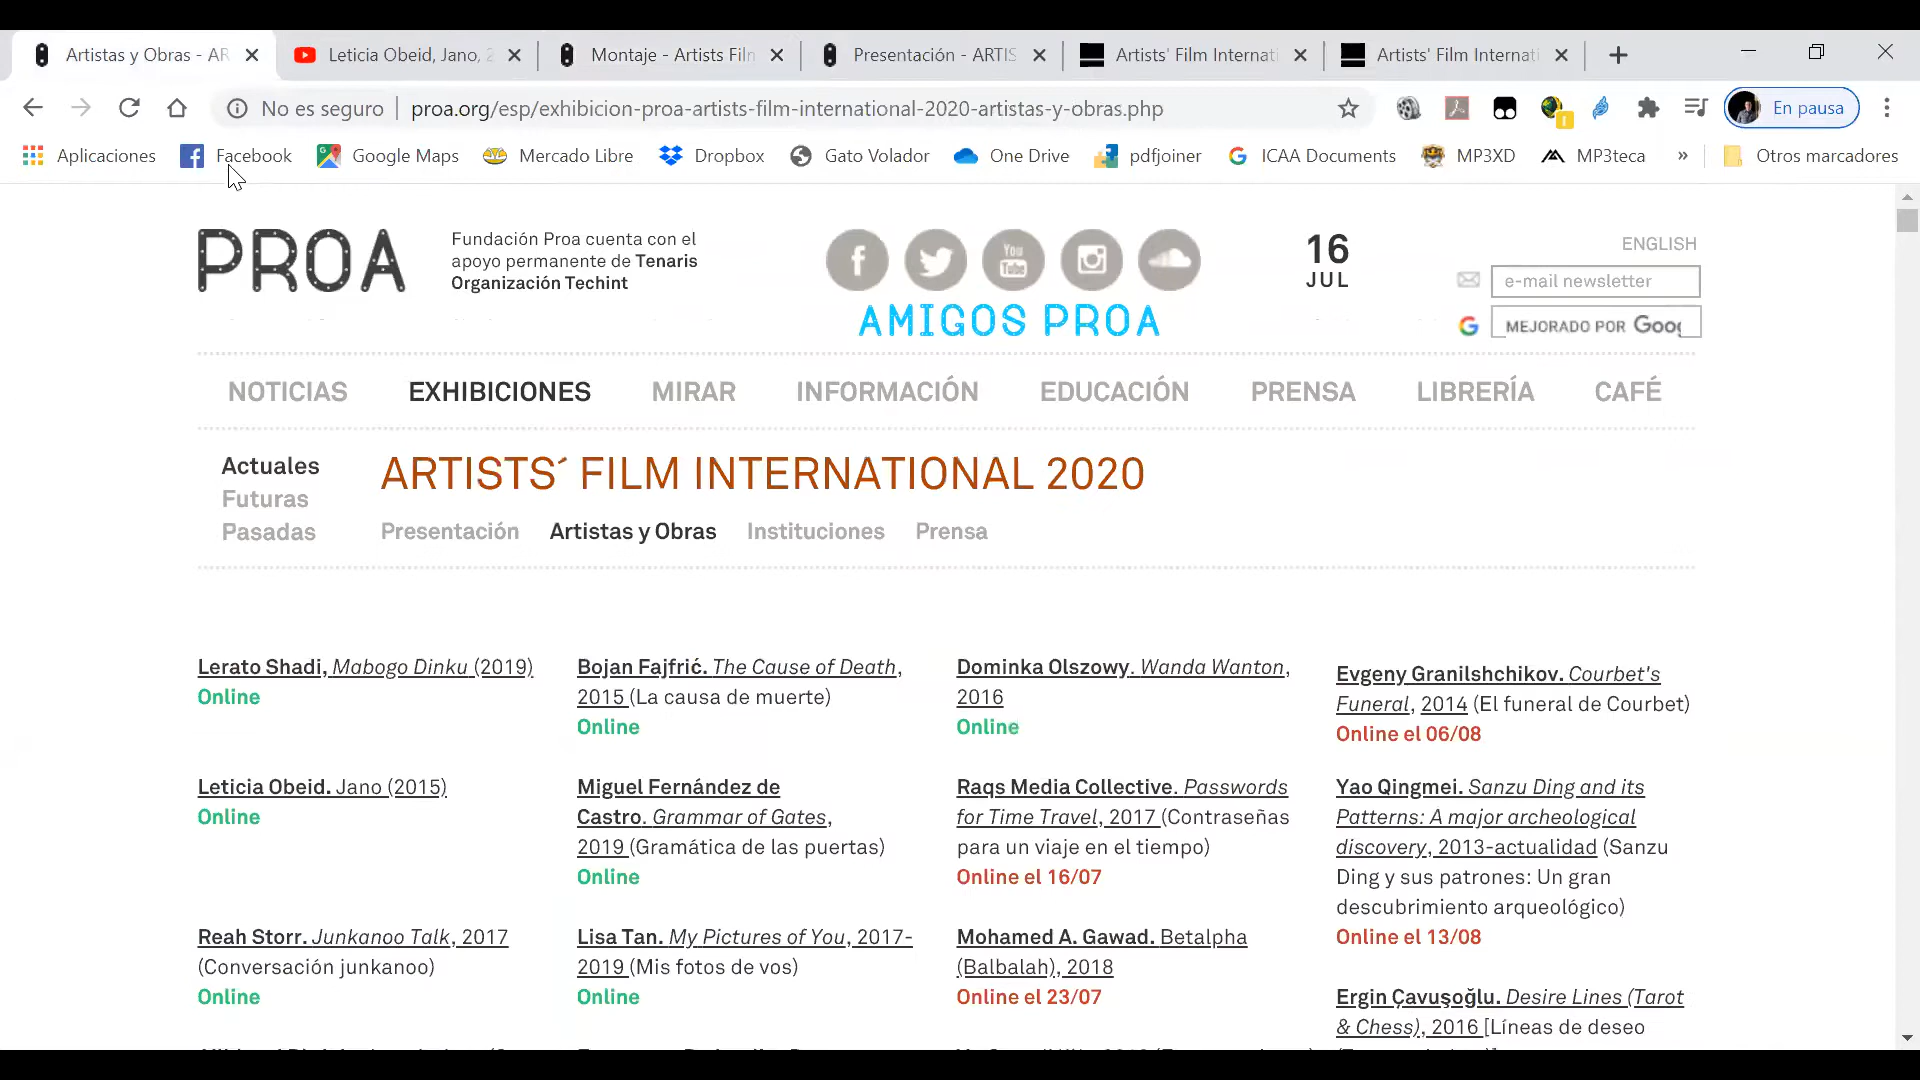 Artistas y Obras - AR
Leticia Obeid, Jano, 2
Montaje - Artists Film
Presentación - ARTIS
Artists' Film Internati
Artists' Film Internati
No es seguro
proa.org/esp/exhibicion-proa-artists-film-international-2020-artistas-y-obras.php
En pausa
Aplicaciones
Facebook
Google Maps
Mercado Libre
Dropbox
Gato Volador
One Drive
pdfjoiner
ICAA Documents
MP3XD
MP3teca
»
Otros marcadores
PROA
Fundación Proa cuenta con el
apoyo permanente de Tenaris
Organización Techint
You
Tube
AMIGOS PROA
16
JUL
ENGLISH
e-mail newsletter
MEJORADO POR Goog
NOTICIAS
EXHIBICIONES
MIRAR
INFORMACIÓN
EDUCACIÓN
PRENSA
LIBRERÍA
CAFÉ
Actuales
Futuras
Pasadas
ARTISTS´ FILM INTERNATIONAL 2020
Presentación
Artistas y Obras
Instituciones
Prensa
Lerato Shadi, Mabogo Dinku (2019)
Online
Leticia Obeid. Jano (2015)
Online
Reah Storr. Junkanoo Talk, 2017
(Conversación junkanoo)
Online
Bojan Fajfrić. The Cause of Death,
2015 (La causa de muerte)
Online
Miguel Fernández de
Castro. Grammar of Gates,
2019 (Gramática de las puertas)
Online
Lisa Tan. My Pictures of You, 2017-
2019 (Mis fotos de vos)
Online
Dominka Olszowy. Wanda Wanton,
2016
Online
Raqs Media Collective. Passwords
for Time Travel, 2017 (Contraseñas
para un viaje en el tiempo)
Online el 16/07
Mohamed A. Gawad. Betalpha
(Balbalah), 2018
Online el 23/07
Evgeny Granilshchikov. Courbet's
Funeral, 2014 (El funeral de Courbet)
Online el 06/08
Yao Qingmei. Sanzu Ding and its
Patterns: A major archeological
discovery, 2013-actualidad (Sanzu
Ding y sus patrones: Un gran
descubrimiento arqueológico)
Online el 13/08
Ergin Çavuşoğlu. Desire Lines (Tarot
& Chess), 2016 [Líneas de deseo